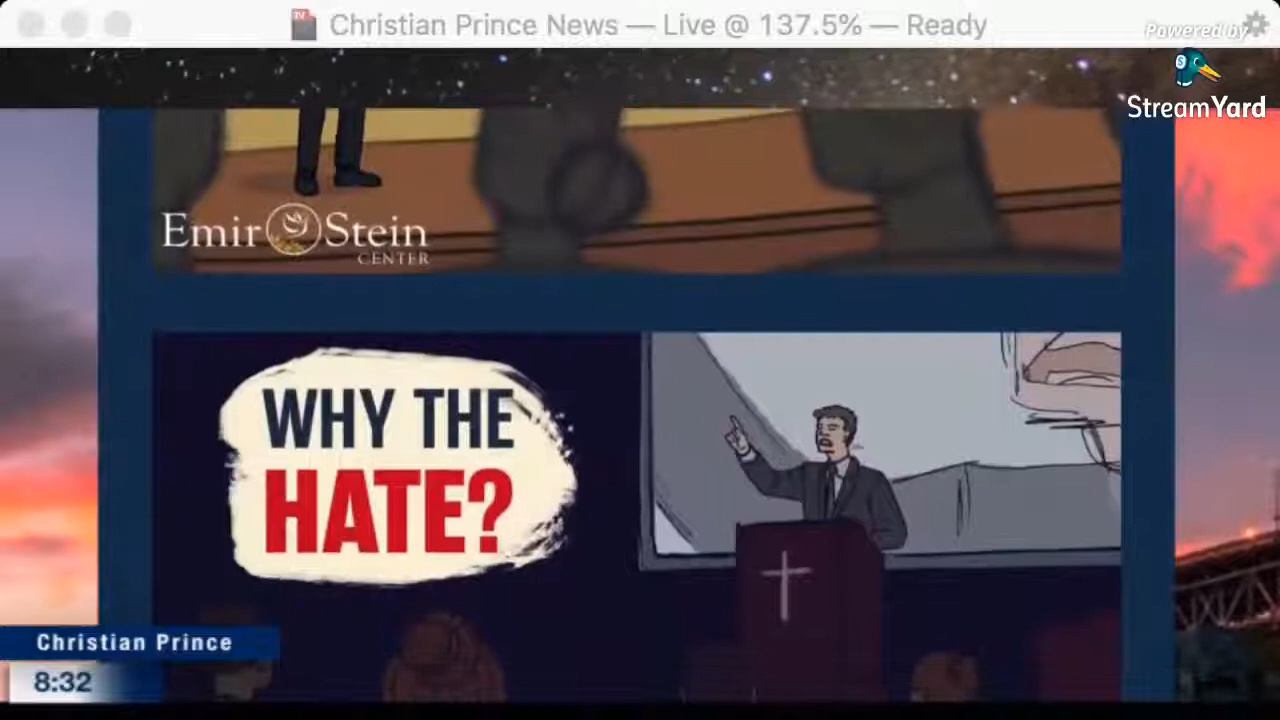 Christian Prince News — Live @ 137.5% — Ready
Powered by
StreamYard
Emir Stein
CENTER
WHY THE
HATE?
Christian Prince
8:32